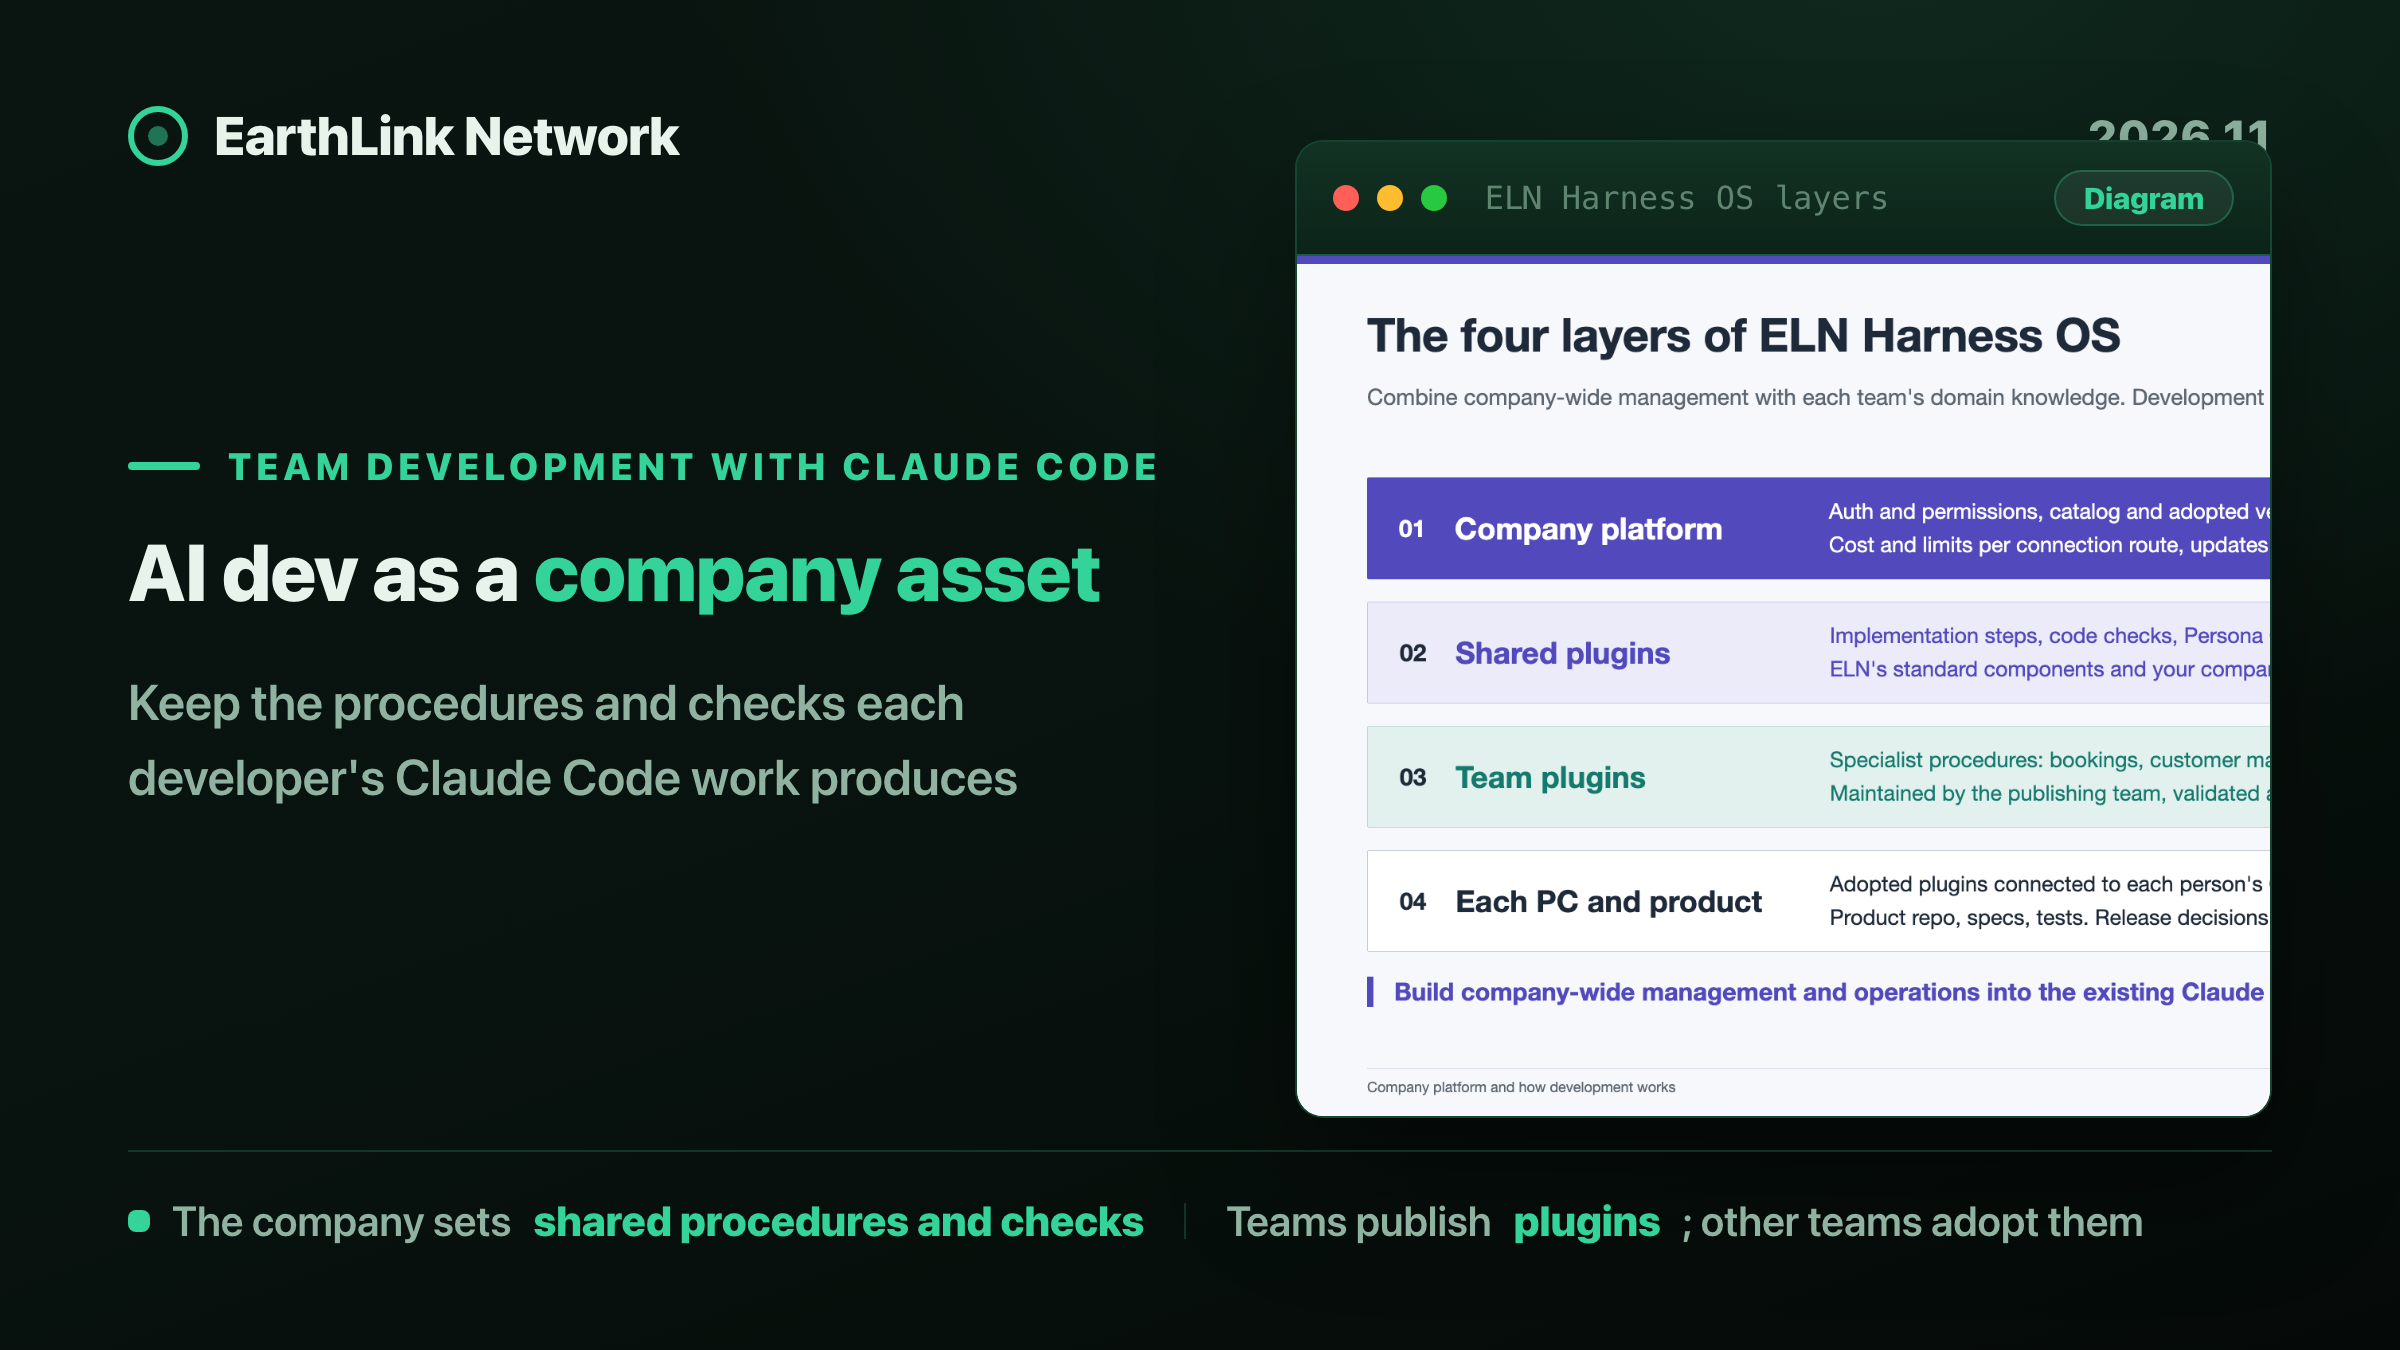 EarthLink Network
2026.11
TEAM DEVELOPMENT WITH CLAUDE CODE
AI dev as a company asset
Keep the procedures and checks each
developer's Claude Code work produces
ELN Harness OS layers
Diagram
The four layers of ELN Harness OS
Combine company-wide management with each team's domain knowledge. Development
01 Company platform
Auth and permissions, catalog and adopted
Cost and limits per connection route, updates
02 Shared plugins
Implementation steps, code checks, Persona
ELN's standard components and your
03 Team plugins
Specialist procedures: bookings, customer
Maintained by the publishing team, validated
04 Each PC and product
Adopted plugins connected to each person's
Product repo, specs, tests. Release decisions
Build company-wide management and operations into the existing Claude
Company platform and how development works
The company sets shared procedures and checks
Teams publish plugins ; other teams adopt them